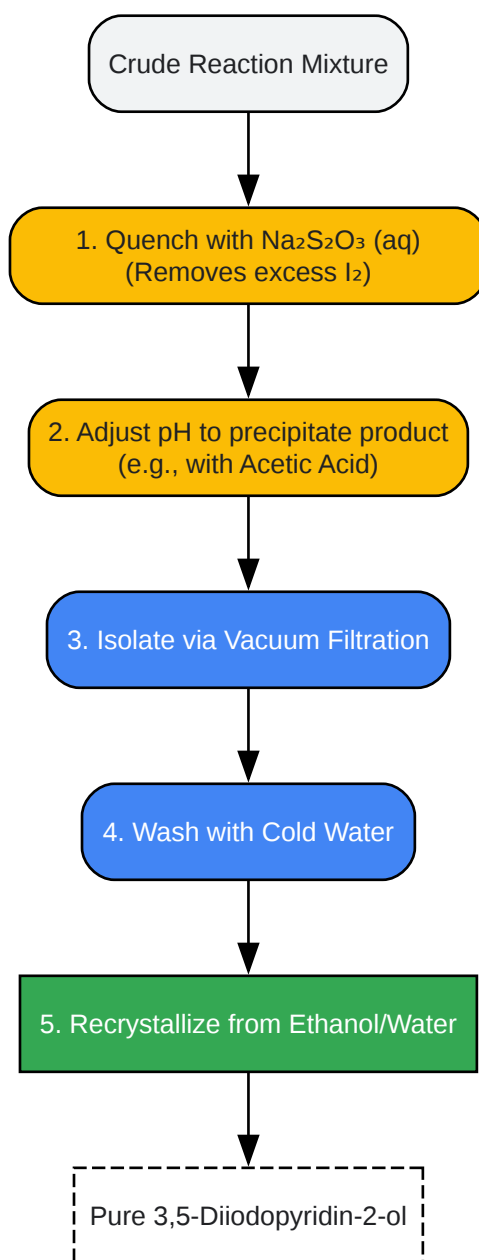 Crude Reaction Mixture
1. Quench with Na₂S₂O₃ (aq)
(Removes excess I₂)
2. Adjust pH to precipitate product
(e.g., with Acetic Acid)
3. Isolate via Vacuum Filtration
4. Wash with Cold Water
5. Recrystallize from Ethanol/Water
Pure 3,5-Diiodopyridin-2-ol